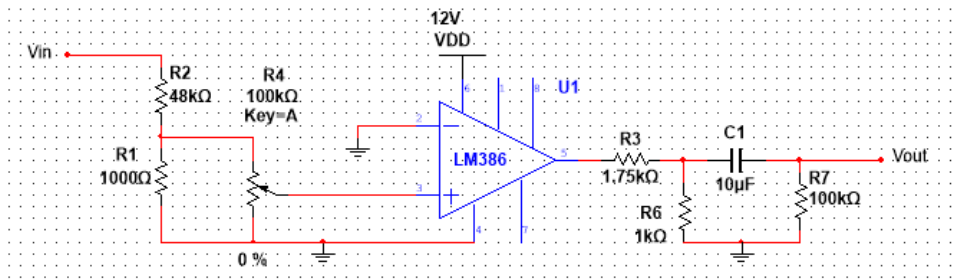 12V
VDD
Vin
R2
48kΩ
R4
100kΩ
Key=A
6
1
8
U1
2
LM386
R3
1.75kΩ
C1
10µF
5
Vout
R1
1000Ω
3
R6
1kΩ
R7
100kΩ
4
7
0 %